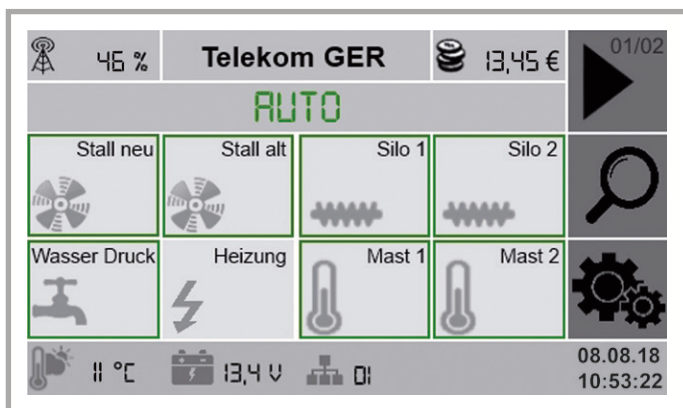 46 % Telekom GER 13,45 € 01/02
AUTO
Stall neu Stall alt Silo 1 Silo 2
Wasser Druck Heizung Mast 1 Mast 2
11 °C 13,4 V 01 08.08.18
10:53:22